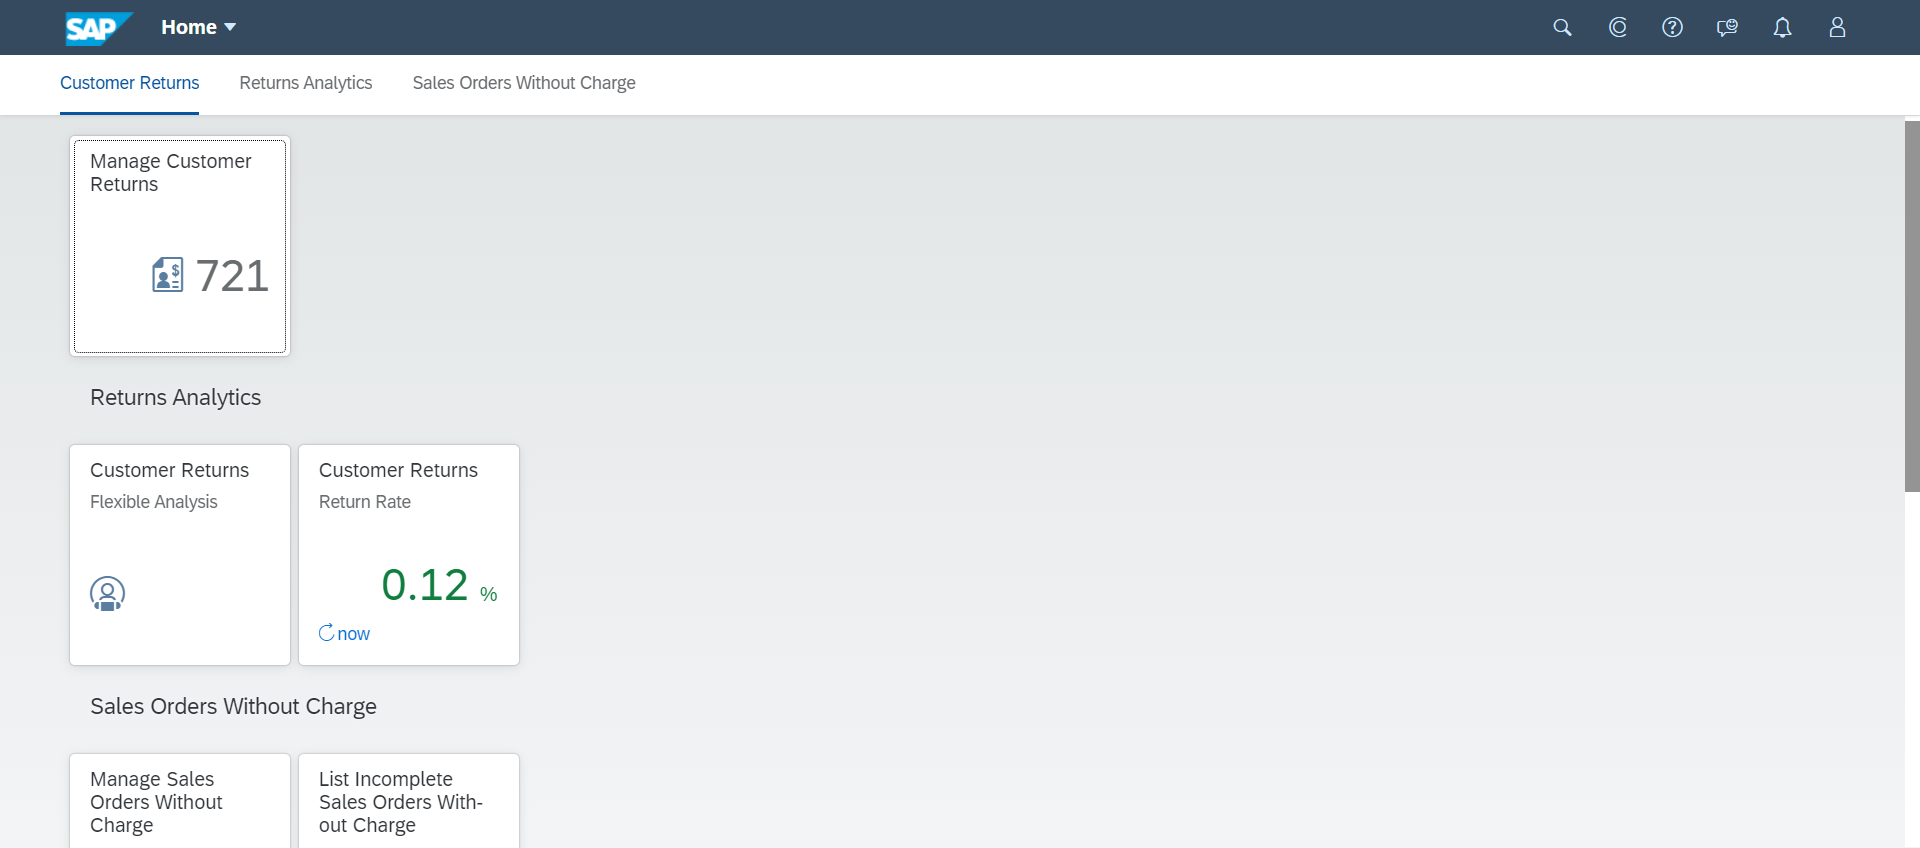 SAP
Home
Customer Returns
Returns Analytics
Sales Orders Without Charge
Manage Customer
Returns
$
721
Returns Analytics
Customer Returns
Flexible Analysis
Customer Returns
Return Rate
0.12 %
now
Sales Orders Without Charge
Manage Sales
Orders Without
Charge
List Incomplete
Sales Orders With-
out Charge